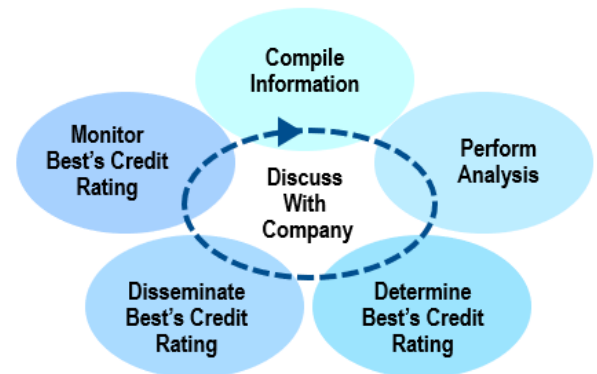 Compile
Information
Perform
Analysis
Determine
Best's Credit
Rating
Disseminate
Best's Credit
Rating
Monitor
Best's Credit
Rating
Discuss
With
Company